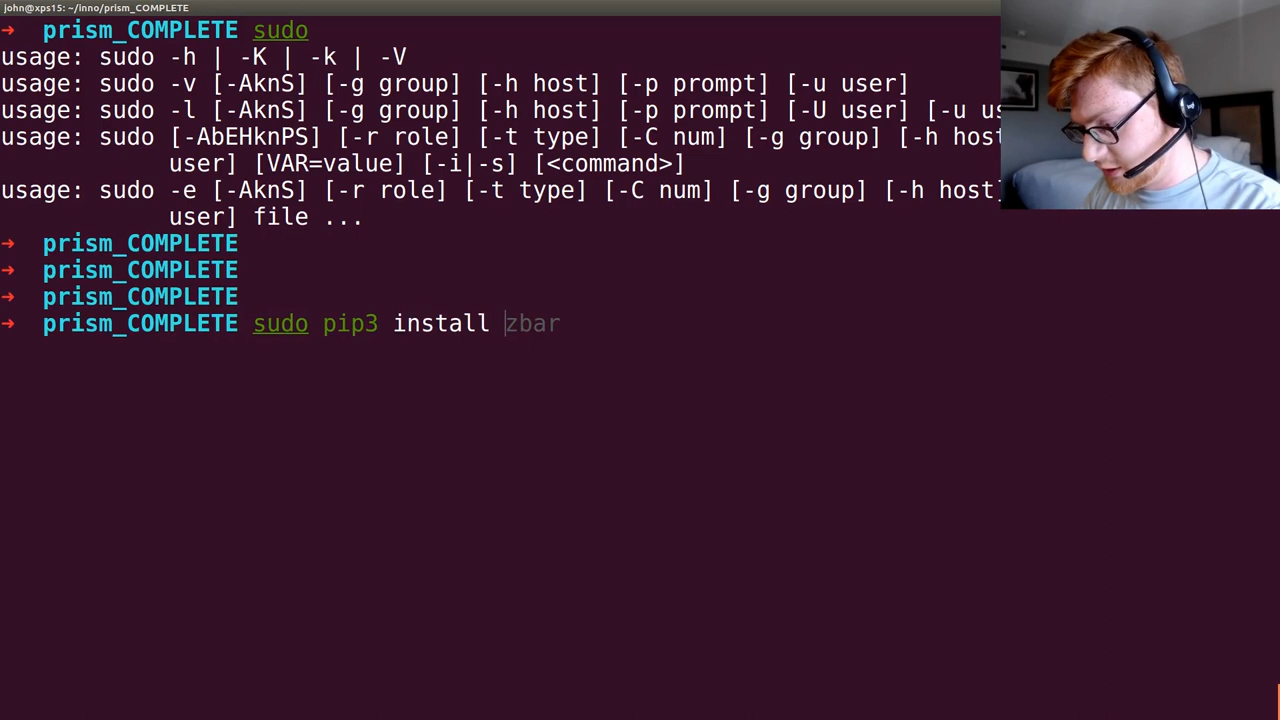 john@xps15: ~/inno/prism_COMPLETE
➜ prism_COMPLETE sudo
usage: sudo -h | -K | -k | -V
usage: sudo -v [-AknS] [-g group] [-h host] [-p prompt] [-u user]
usage: sudo -l [-AknS] [-g group] [-h host] [-p prompt] [-U user] [-u us
usage: sudo [-AbEHknPS] [-r role] [-t type] [-C num] [-g group] [-h host
user] [VAR=value] [-i|-s] [<command>]
usage: sudo -e [-AknS] [-r role] [-t type] [-C num] [-g group] [-h host]
user] file ...
➜ prism_COMPLETE
➜ prism_COMPLETE
➜ prism_COMPLETE
➜ prism_COMPLETE sudo pip3 install zbar